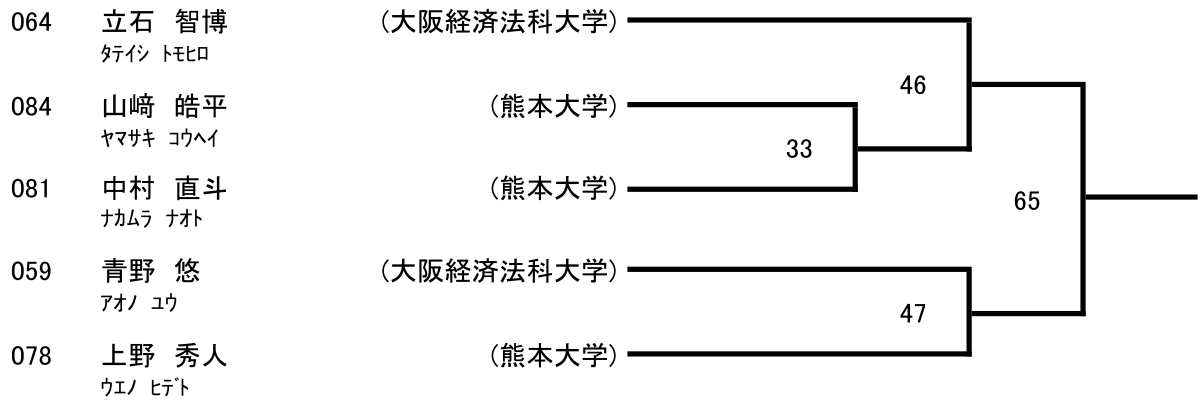 064 立石 智博 (大阪経済法科大学)
ﾀﾃｲｼ ﾄﾓﾋﾛ
46
084 山﨑 皓平 (熊本大学)
ﾔﾏｻｷ ｺｳﾍｲ
33
081 中村 直斗 (熊本大学)
65
ﾅｶﾑﾗ ﾅｵﾄ
059 青野 悠 (大阪経済法科大学)
ｱｵﾉ ﾕｳ
47
078 上野 秀人 (熊本大学)
ｳｴﾉ ﾋﾃﾞﾄ